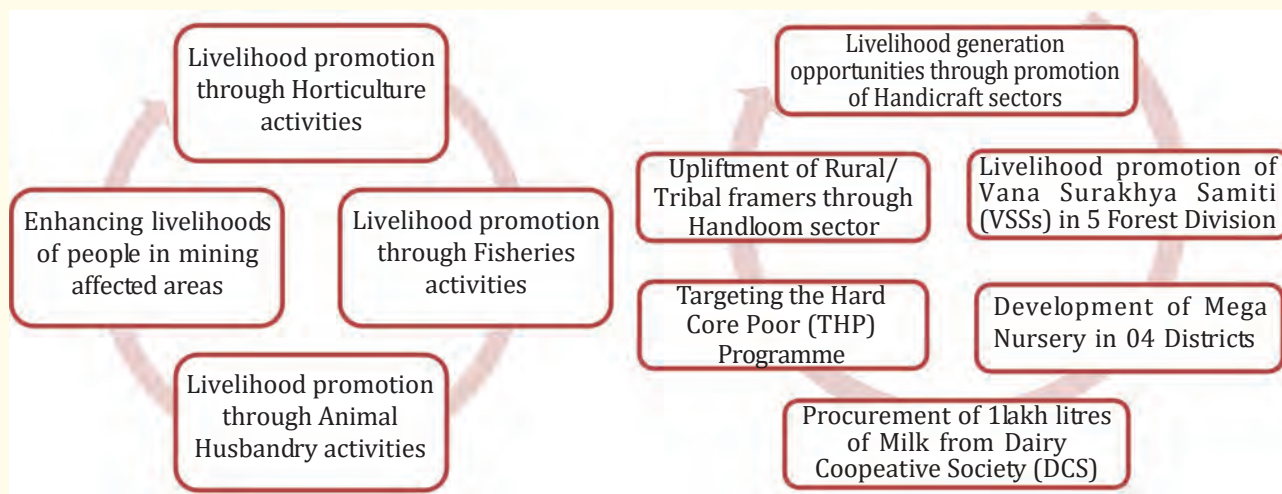 Livelihood promotion
through Horticulture
activities
Livelihood promotion
through Fisheries
activities
Livelihood promotion
through Animal
Husbandry activities
Enhancing livelihoods
of people in mining
affected areas
Livelihood generation
opportunities through promotion
of Handicraft sectors
Livelihood promotion of
Vana Surakhya Samiti
(VSSs) in 5 Forest Division
Development of Mega
Nursery in 04 Districts
Procurement of 1lakh litres
of Milk from Dairy
Coopeative Society (DCS)
Targeting the Hard
Core Poor (THP)
Programme
Upliftment of Rural/
Tribal framers through
Handloom sector